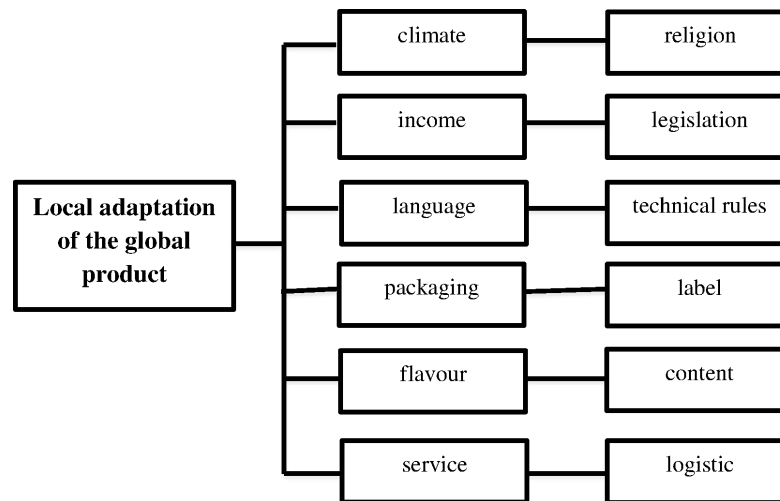 Local adaptation
of the global
product
climate
religion
income
legislation
language
technical rules
packaging
label
flavour
content
service
logistic